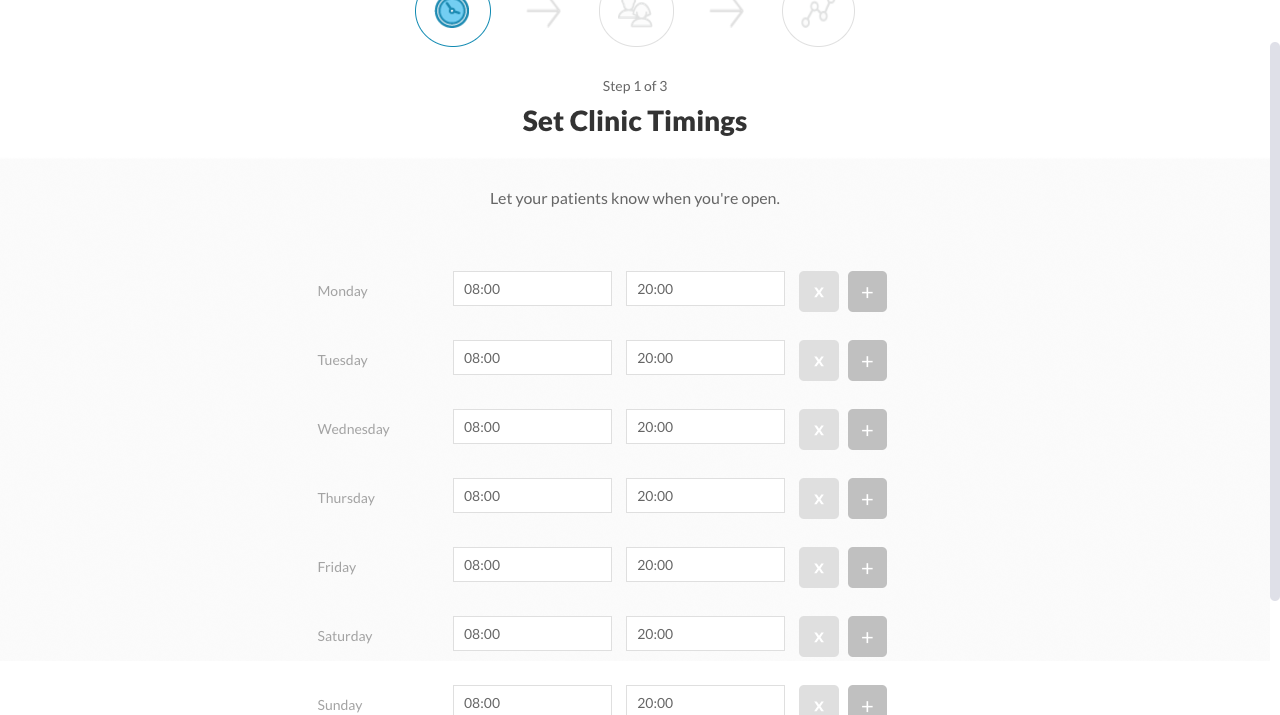 Step 1 of 3
Set Clinic Timings
Let your patients know when you're open.
Monday 08:00 20:00 x +
Tuesday 08:00 20:00 x +
Wednesday 08:00 20:00 x +
Thursday 08:00 20:00 x +
Friday 08:00 20:00 x +
Saturday 08:00 20:00 x +
Sunday 08:00 20:00 x +